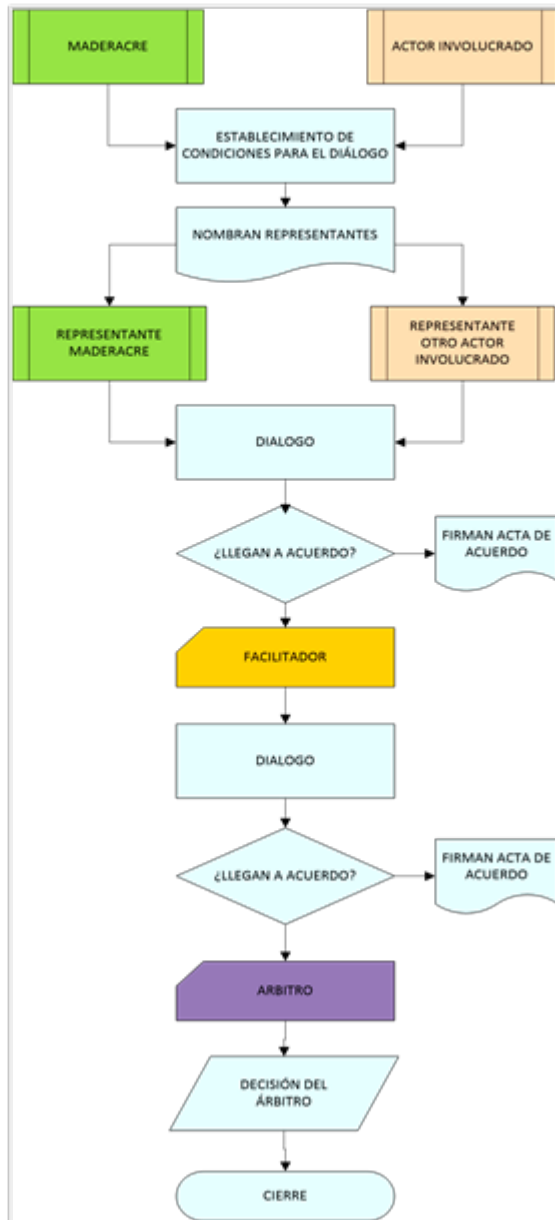 MADERACRE
ACTOR INVOLUCRADO
ESTABLECIMIENTO DE
CONDICIONES PARA EL DIÁLOGO
NOMBRAN REPRESENTANTES
REPRESENTANTE
MADERACRE
REPRESENTANTE
OTRO ACTOR
INVOLUCRADO
DIALOGO
¿LLEGAN A ACUERDO?
FIRMAN ACTA DE
ACUERDO
FACILITADOR
DIALOGO
¿LLEGAN A ACUERDO?
FIRMAN ACTA DE
ACUERDO
ARBITRO
DECISIÓN DEL
ÁRBITRO
CIERRE